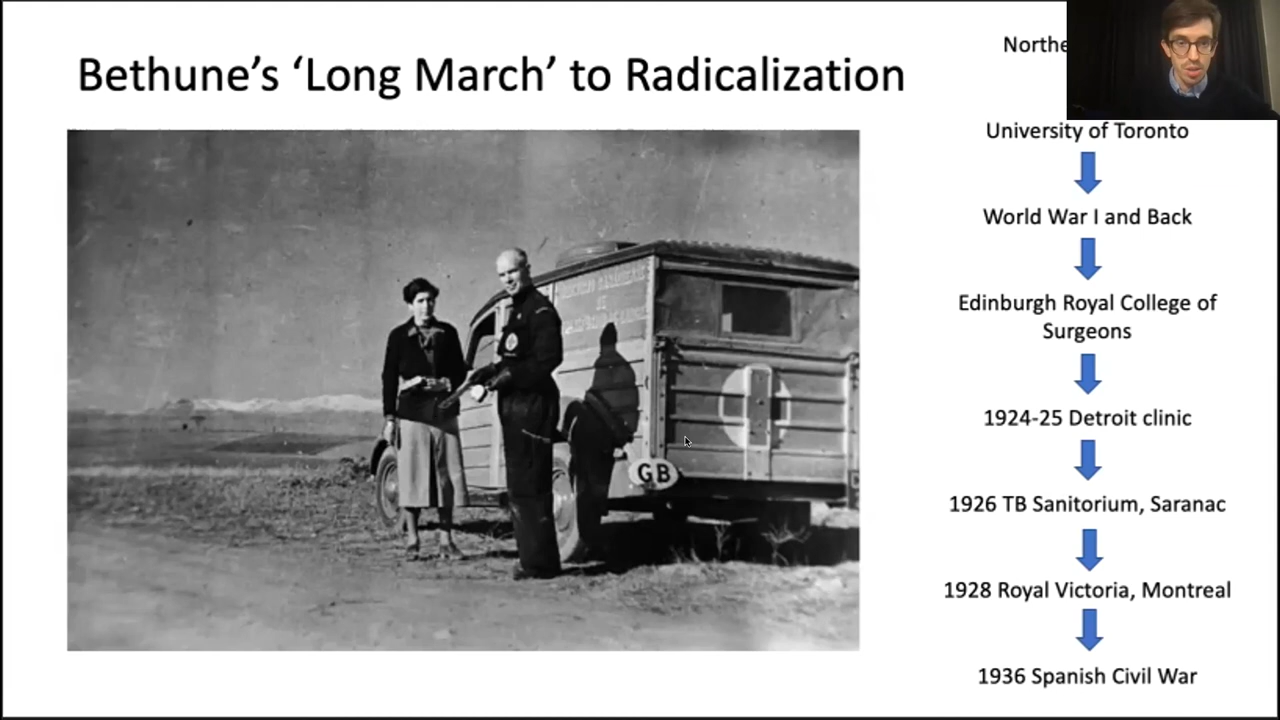 Bethune's 'Long March' to Radicalization
Northe
University of Toronto
World War I and Back
Edinburgh Royal College of
Surgeons
1924-25 Detroit clinic
1926 TB Sanitorium, Saranac
1928 Royal Victoria, Montreal
1936 Spanish Civil War
GB